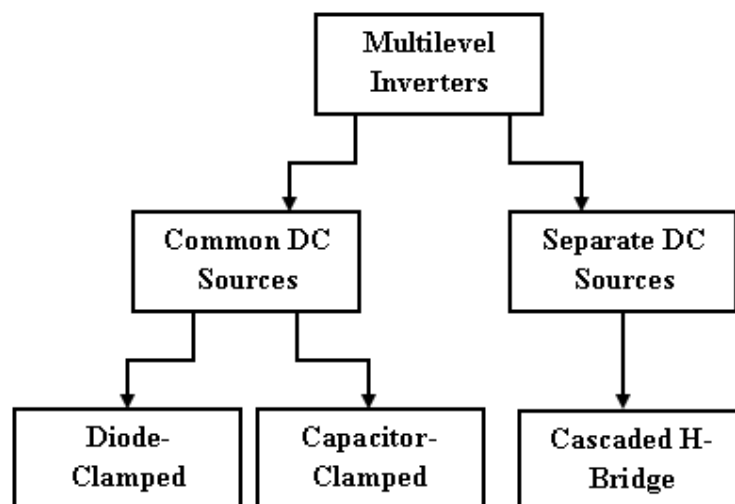 Multilevel
Inverters
Common DC
Sources
Separate DC
Sources
Diode-
Clamped
Capacitor-
Clamped
Cascaded H-
Bridge